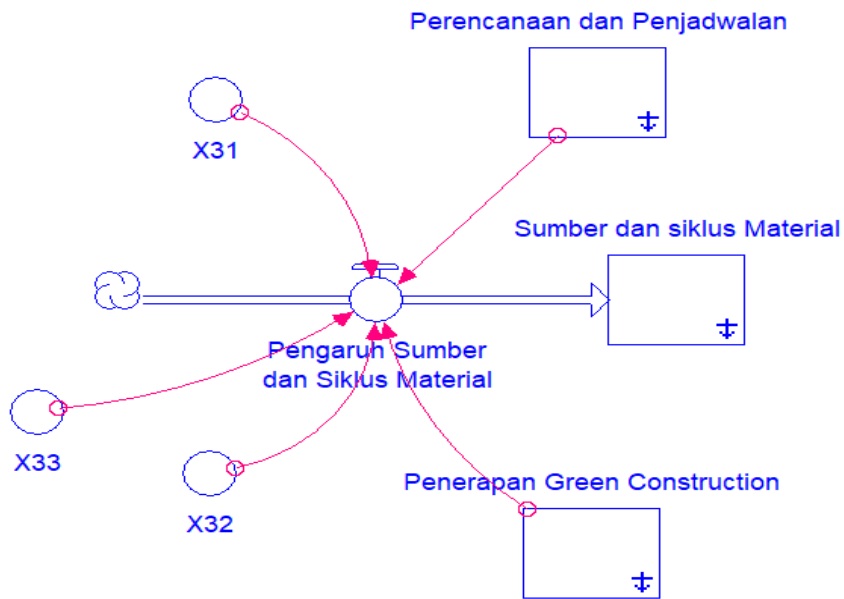 Perencanaan dan Penjadwalan
X31
Sumber dan siklus Material
Pengaruh Sumber
dan Siklus Material
X33
X32
Penerapan Green Construction